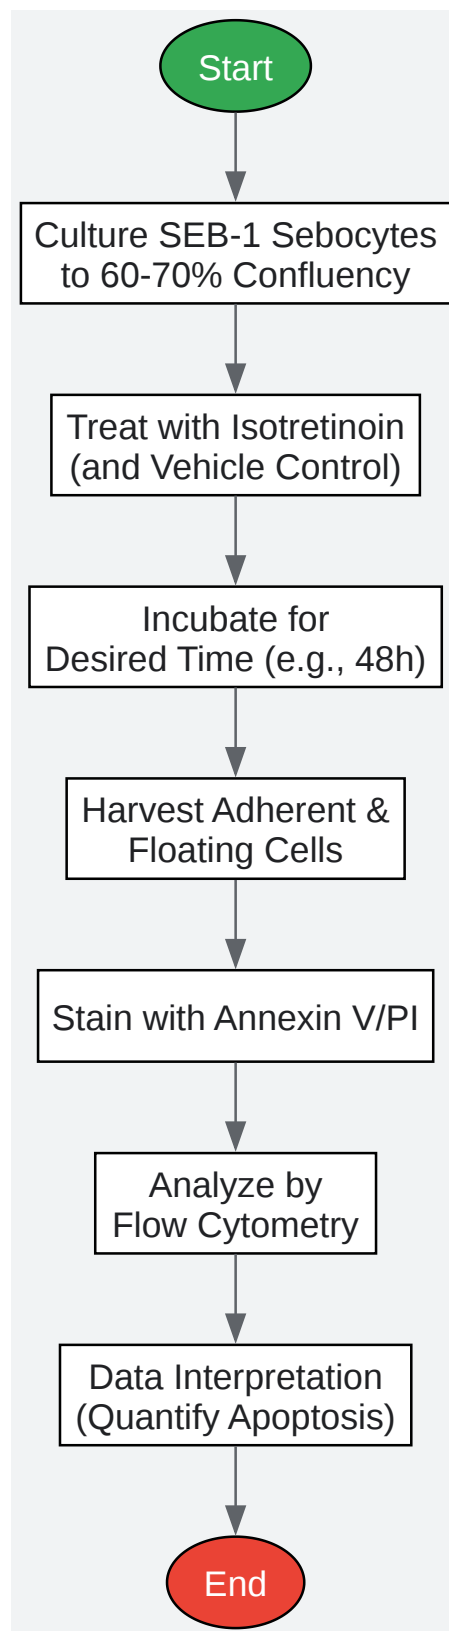 Start
Culture SEB-1 Sebocytes
to 60-70% Confluency
Treat with Isotretinoin
(and Vehicle Control)
Incubate for
Desired Time (e.g., 48h)
Harvest Adherent &
Floating Cells
Stain with Annexin V/PI
Analyze by
Flow Cytometry
Data Interpretation
(Quantify Apoptosis)
End